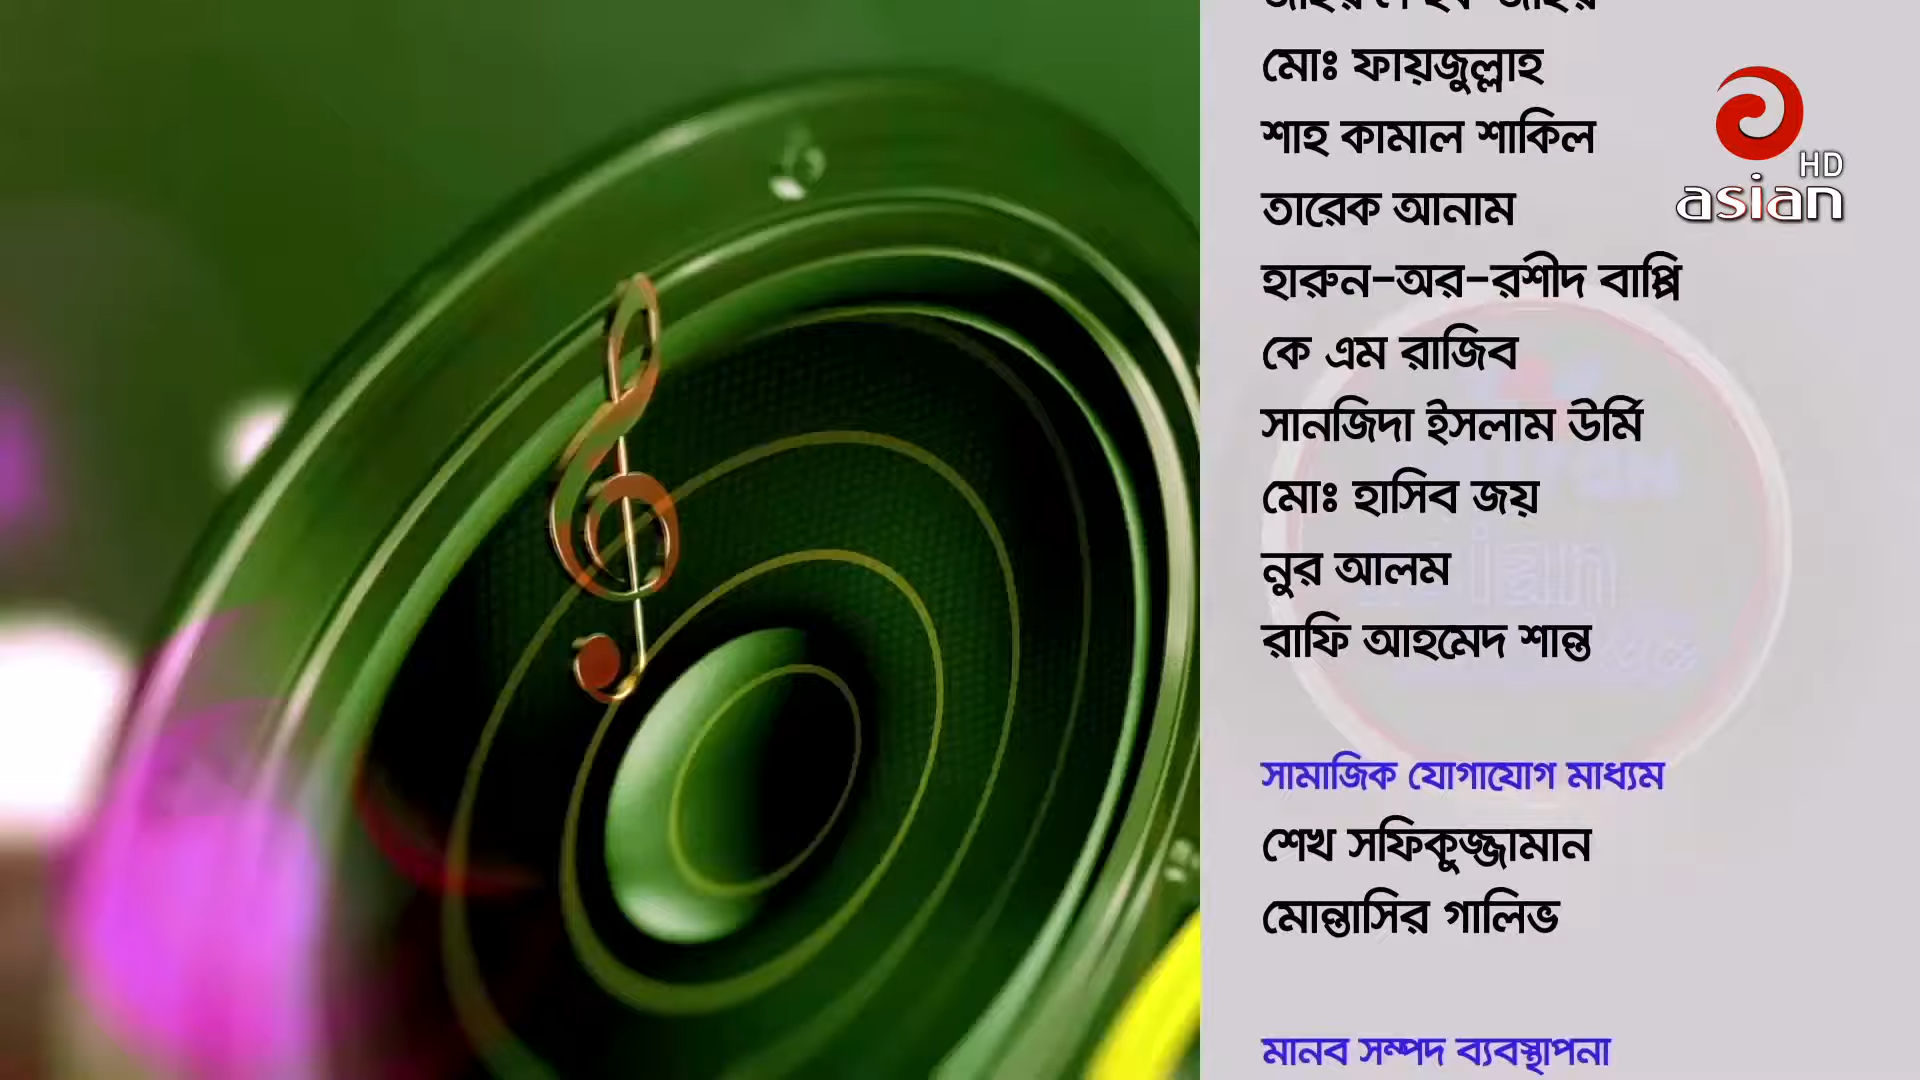 মোঃ ফায়জুল্লাহ
শাহ কামাল শাকিল
তারেক আনাম
হারুন-অর-রশীদ বাপ্পি
কে এম রাজিব
সানজিদা ইসলাম উর্মি
মোঃ হাসিব জয়
নুর আলম
রাফি আহমেদ শান্ত
সামাজিক যোগাযোগ মাধ্যম
শেখ সফিকুজ্জামান
মোন্তাসির গালিভ
মানব সম্পদ ব্যবস্থাপনা
HD
asian